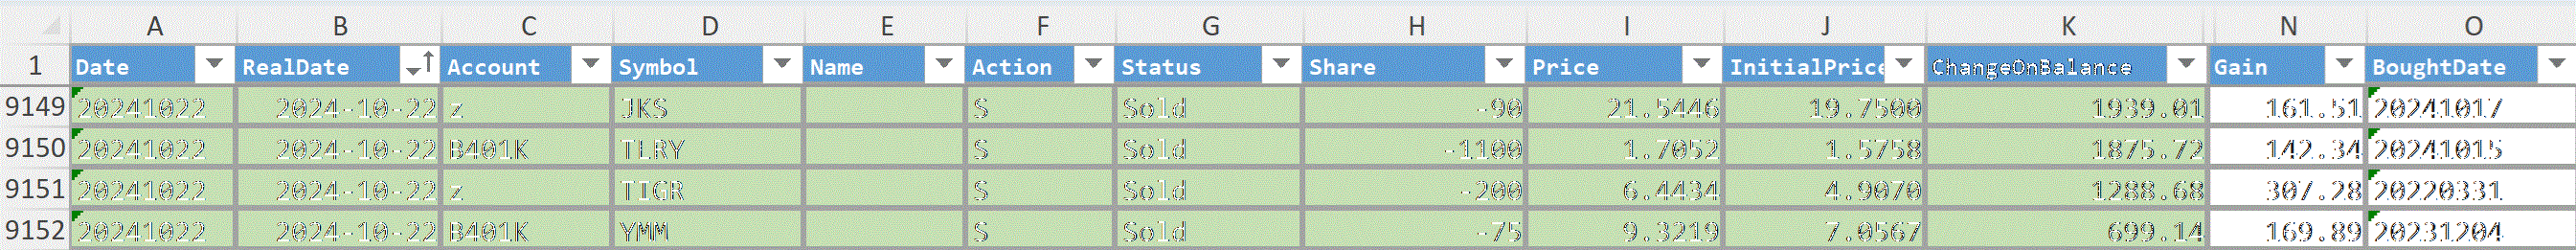 A B C D E F G H I J K N O
1 Date RealDate Account Symbol Name Action Status Share Price InitialPrice ChangeOnBalance Gain BoughtDate
9149 20241022 2024-10-22 z JKS S Sold -90 21.5446 19.7500 1939.01 161.51 20241017
9150 20241022 2024-10-22 B401K TLRY S Sold -1100 1.7052 1.5758 1875.72 142.34 20241015
9151 20241022 2024-10-22 z TIGR S Sold -200 6.4434 4.9070 1288.68 307.28 20220331
9152 20241022 2024-10-22 B401K YMM S Sold -75 9.3219 7.0567 699.14 169.89 20231204